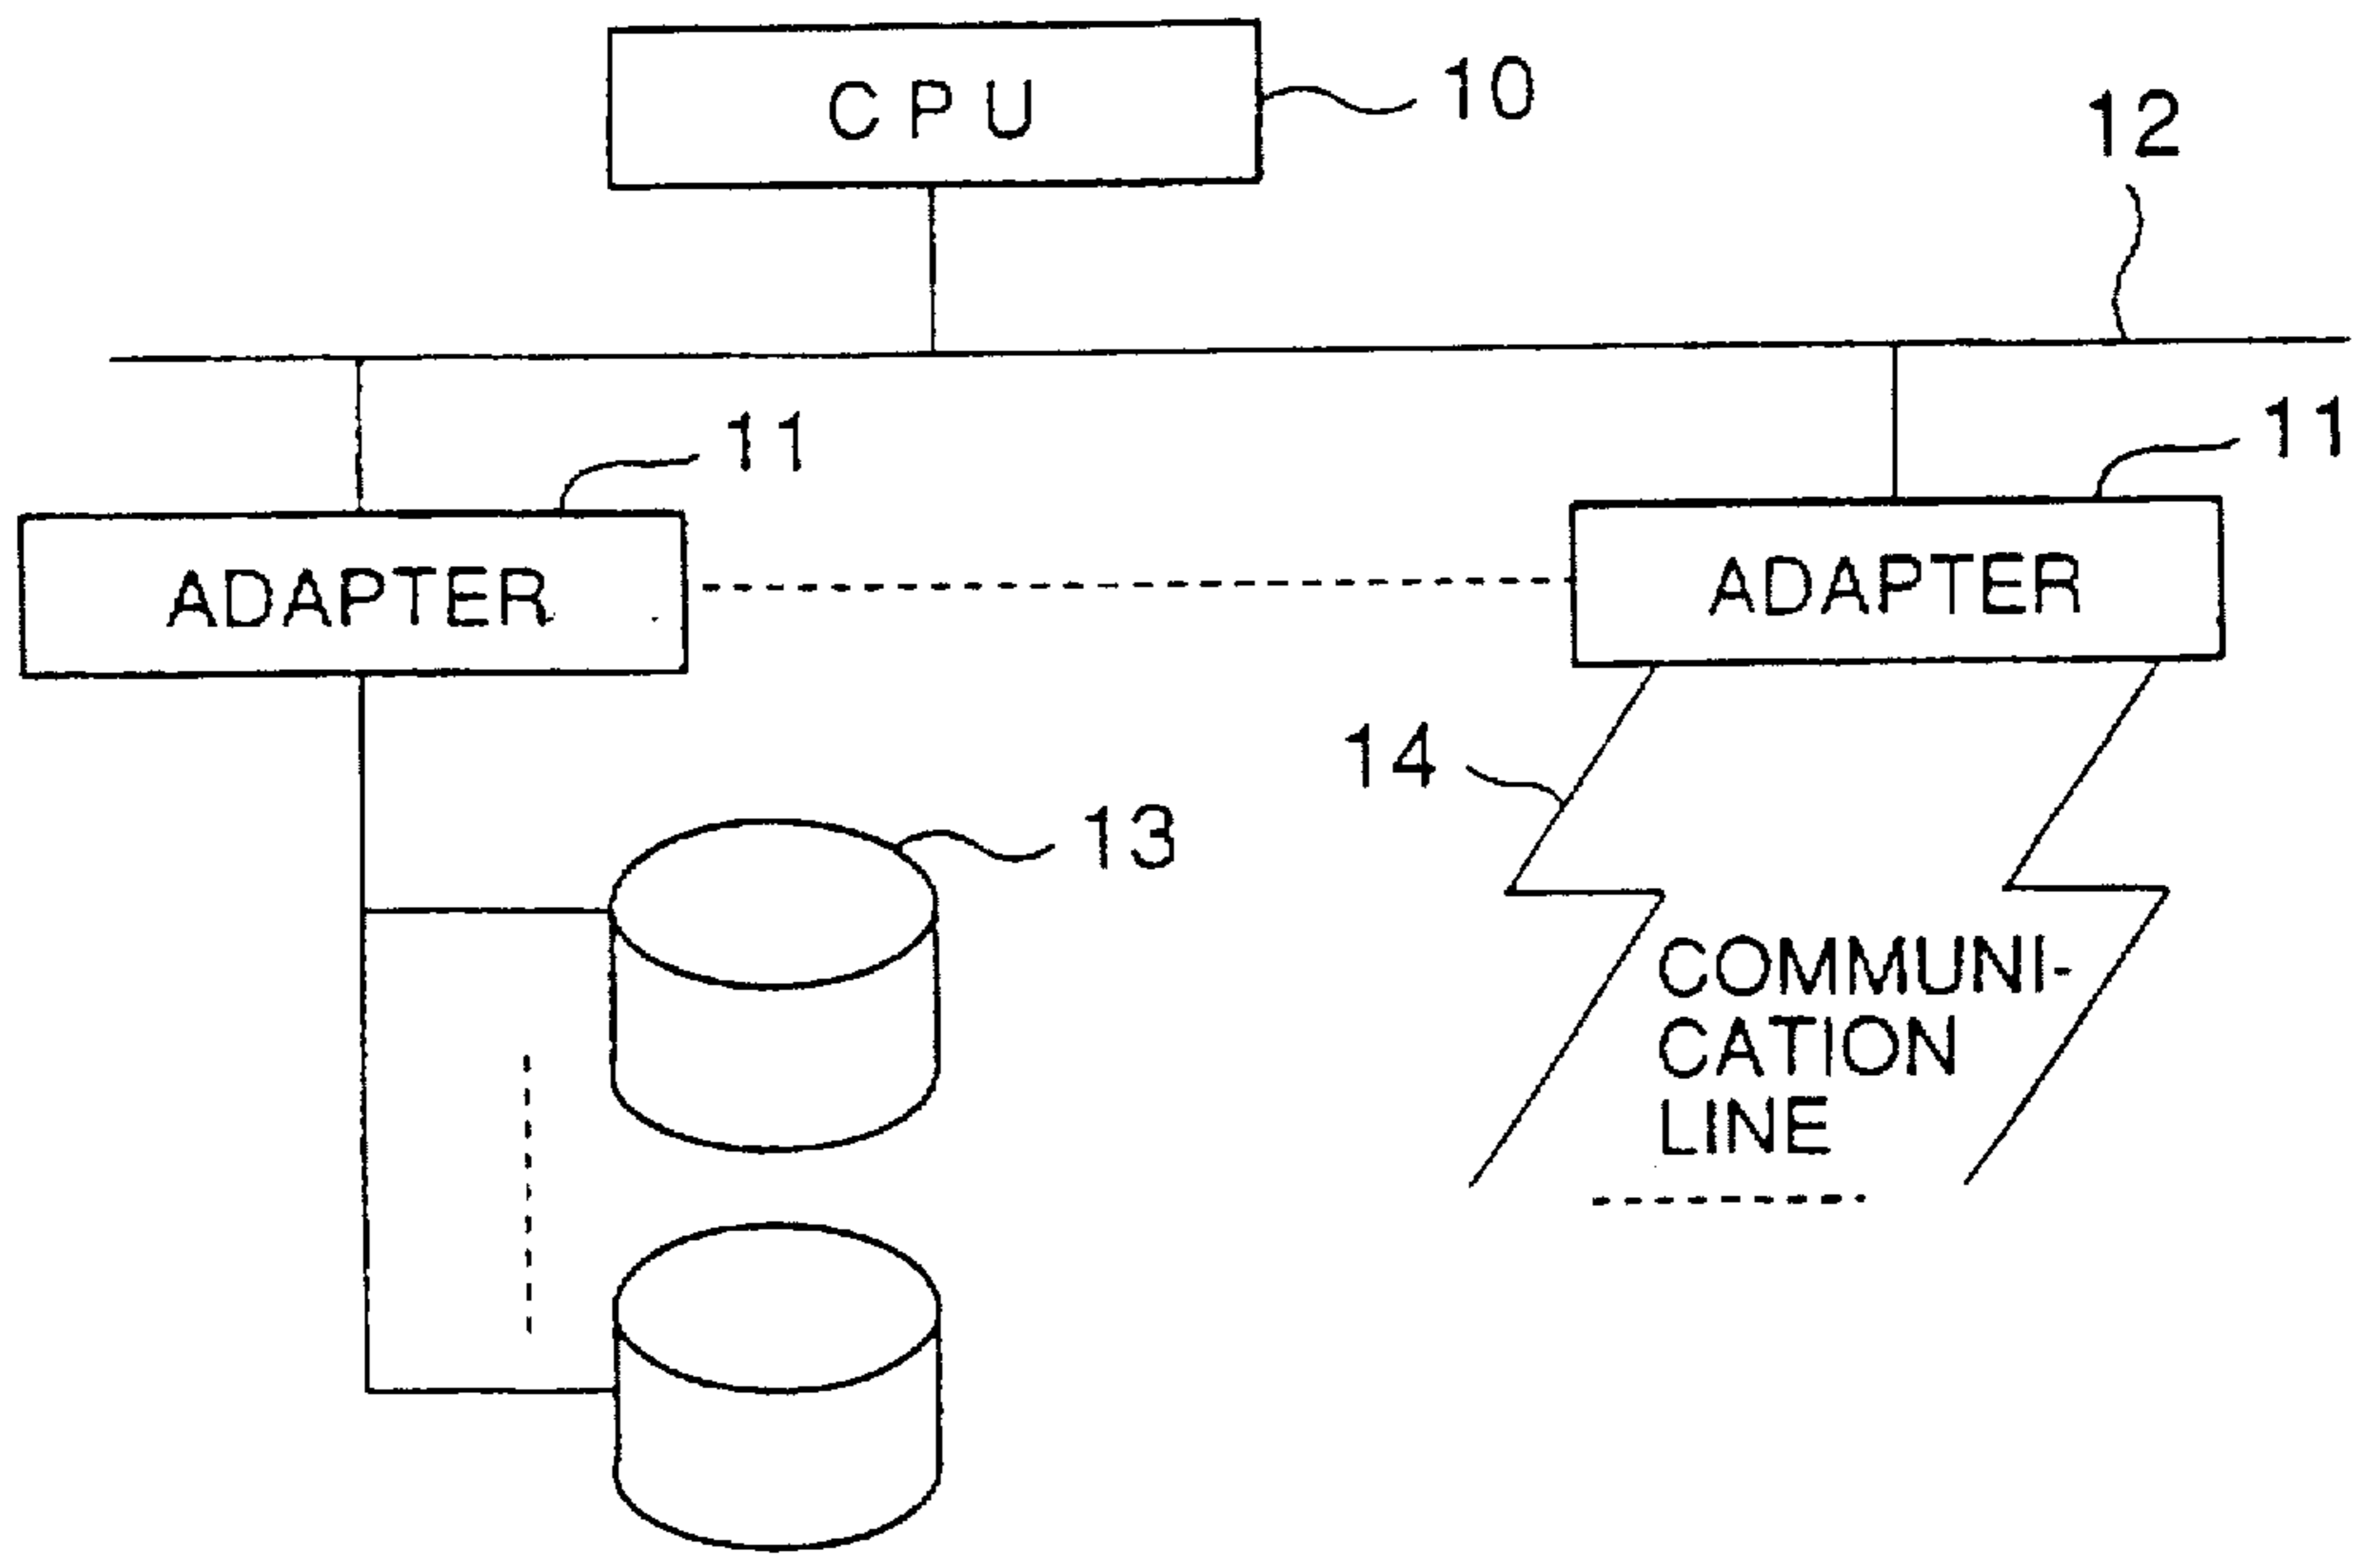 CPU
10
12
11
11
ADAPTER
ADAPTER
14
13
COMMUNI-
CATION
LINE